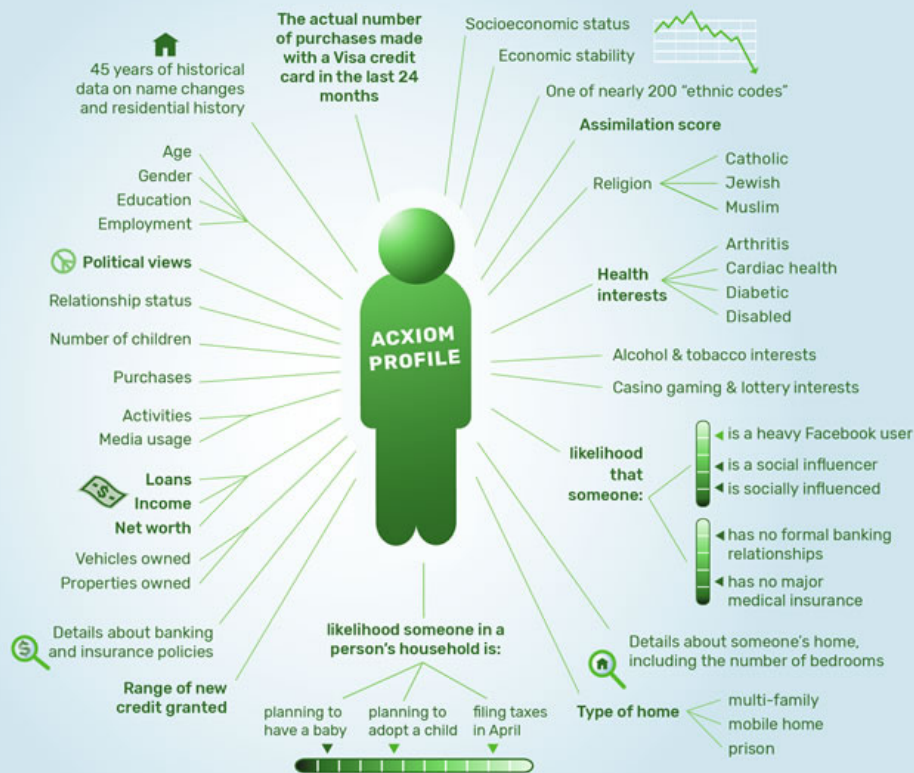 The actual number
of purchases made
with a Visa credit
card in the last 24
months
45 years of historical
data on name changes
and residential history
Age
Gender
Education
Employment
Political views
Relationship status
Number of children
Purchases
Activities
Media usage
Loans
Income
Net worth
Vehicles owned
Properties owned
Details about banking
and insurance policies
Range of new
credit granted
ACXIOM
PROFILE
Socioeconomic status
Economic stability
One of nearly 200 “ethnic codes”
Assimilation score
Religion
Catholic
Jewish
Muslim
Health
interests
Arthritis
Cardiac health
Diabetic
Disabled
Alcohol & tobacco interests
Casino gaming & lottery interests
likelihood
that
someone:
is a heavy Facebook user
is a social influencer
is socially influenced
has no formal banking
relationships
has no major
medical insurance
Details about someone’s home,
including the number of bedrooms
Type of home
multi-family
mobile home
prison
likelihood someone in a
person’s household is:
planning to
have a baby
planning to
adopt a child
filing taxes
in April